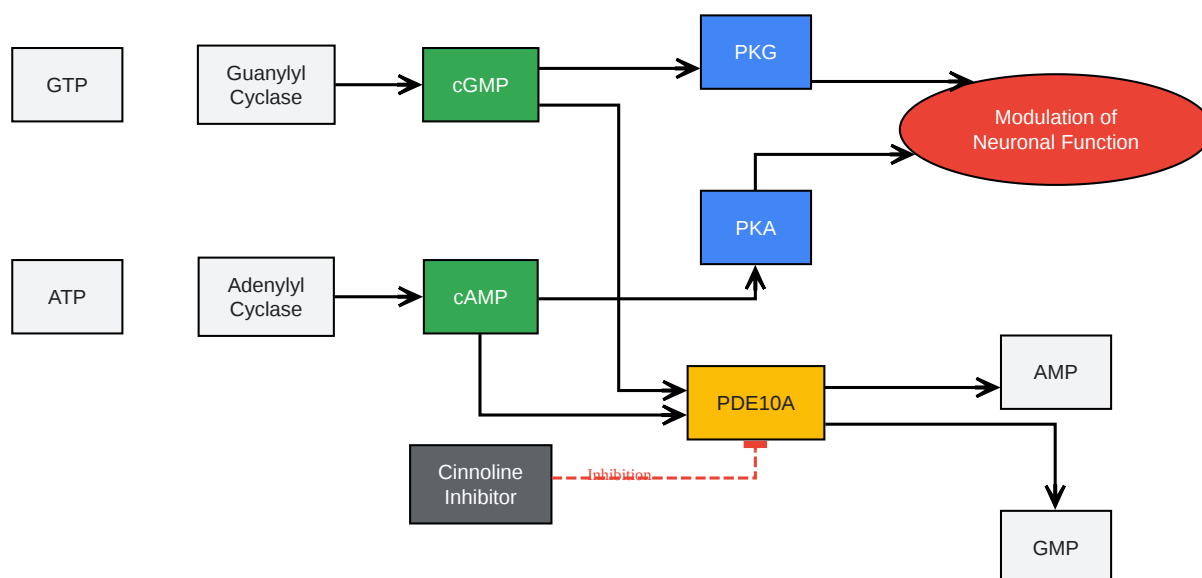 GTP
Guanylyl
Cyclase
cGMP
PKG
Modulation of
Neuronal Function
PKA
ATP
Adenylyl
Cyclase
cAMP
AMP
PDE10A
Cinnoline
Inhibitor
Inhibition
GMP